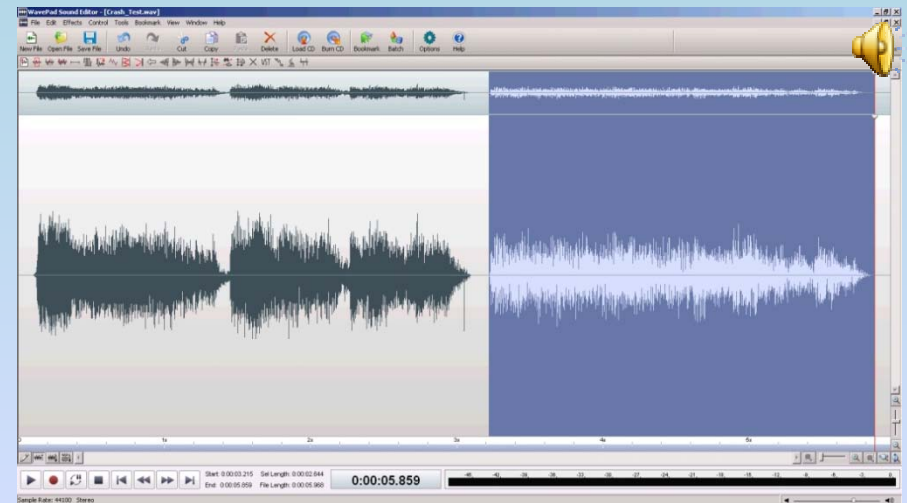 WavePad Sound Editor - [Crash_Test.wav]
File Edit Effects Control Tools Bookmark View Window Help
New File Open File Save File Undo Cut Copy Delete Load CD Burn CD Bookmark Batch Options Help
VST
1s 2s 3s 4s 5s
Start: 0:00:03.215 Sel Length: 0:00:02.644
End: 0:00:05.859 File Length: 0:00:05.968
0:00:05.859
Sample Rate: 44100 Stereo